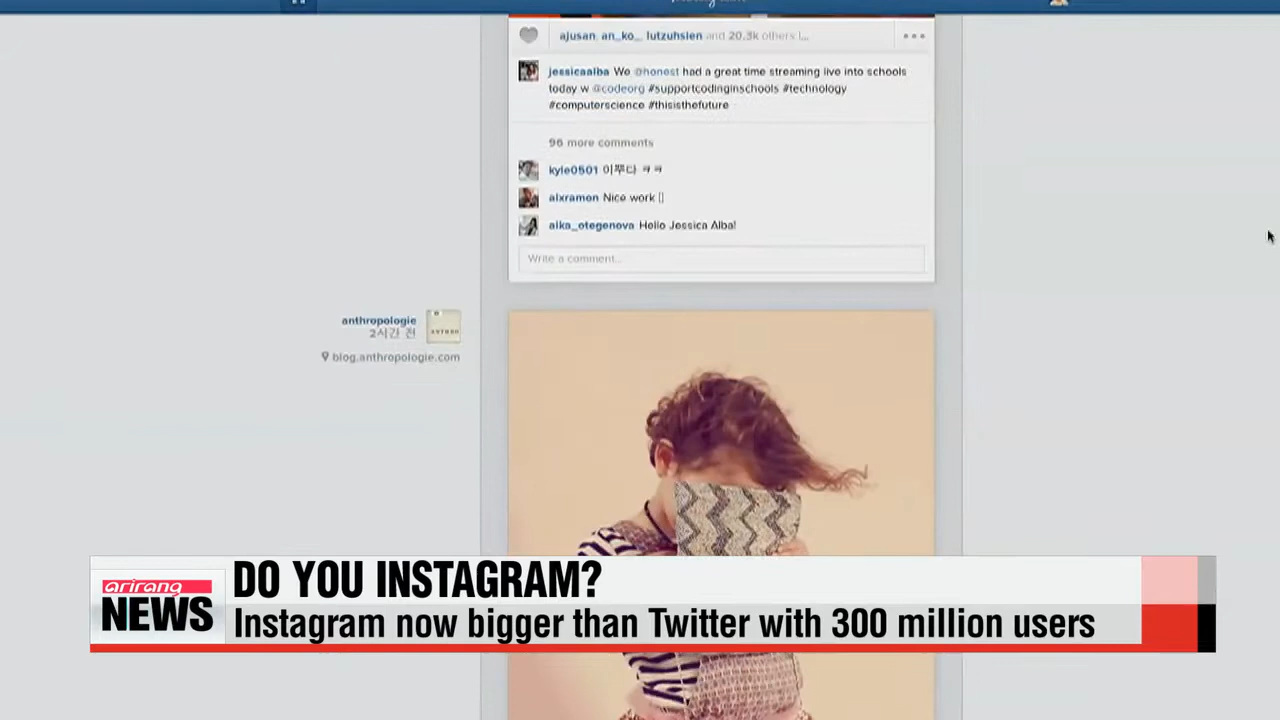 ajusan, an_ko_, lutzuhsien and 20.3k others l...
jessicaalba We @honest had a great time streaming live into schools
today w @codeorg #supportcodinginschools #technology
#computerscience #thisisthefuture
96 more comments
kyle0501 이뿌다 ㅋㅋ
alxramon Nice work
aika_otegenova Hello Jessica Alba!
Write a comment...
anthropologie
2시간 전
blog.anthropologie.com
arirang
NEWS
DO YOU INSTAGRAM?
Instagram now bigger than Twitter with 300 million users